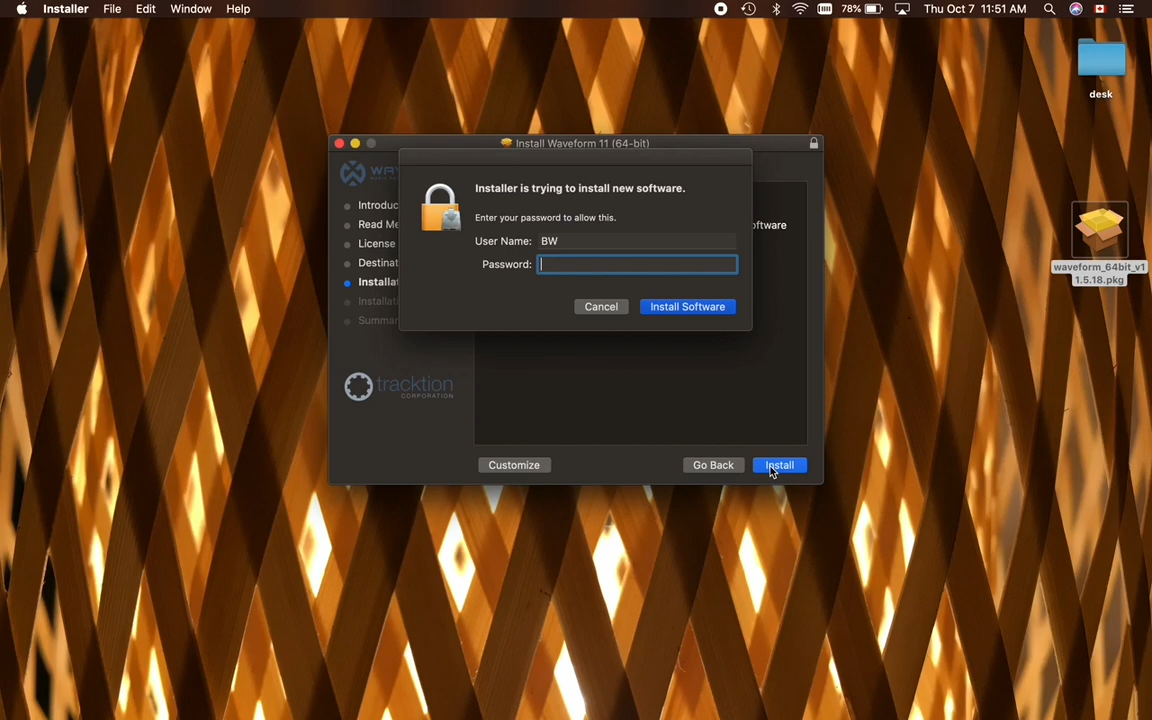 Installer File Edit Window Help 78% Thu Oct 7 11:51 AM
desk
Install Waveform 11 (64-bit)
Installer is trying to install new software.
Enter your password to allow this.
User Name: BW
Password:
Cancel Install Software
Introduc
Read Me
License
Destinat
Installat
Installati
Summar
ftware
tracktion
CORPORATION
Customize Go Back Install
waveform_64bit_v1
1.5.18.pkg